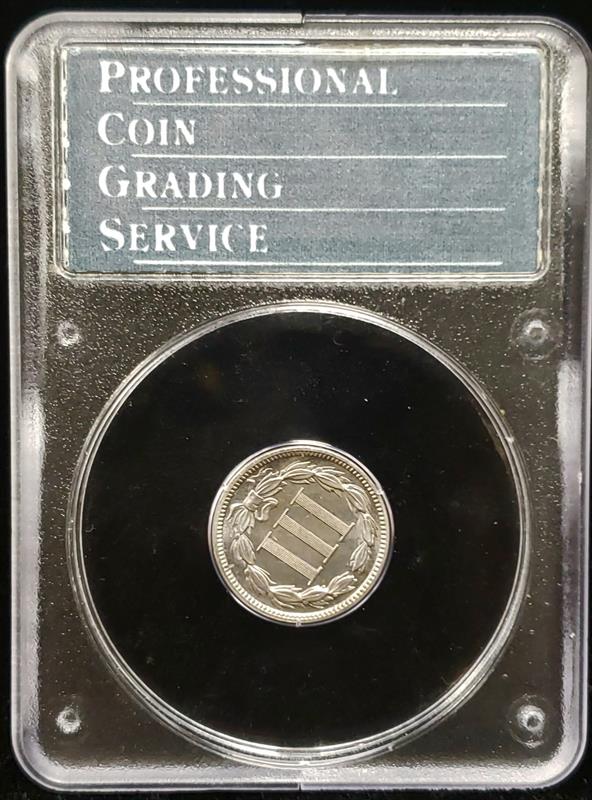 PROFESSIONAL
COIN
GRADING
SERVICE
III